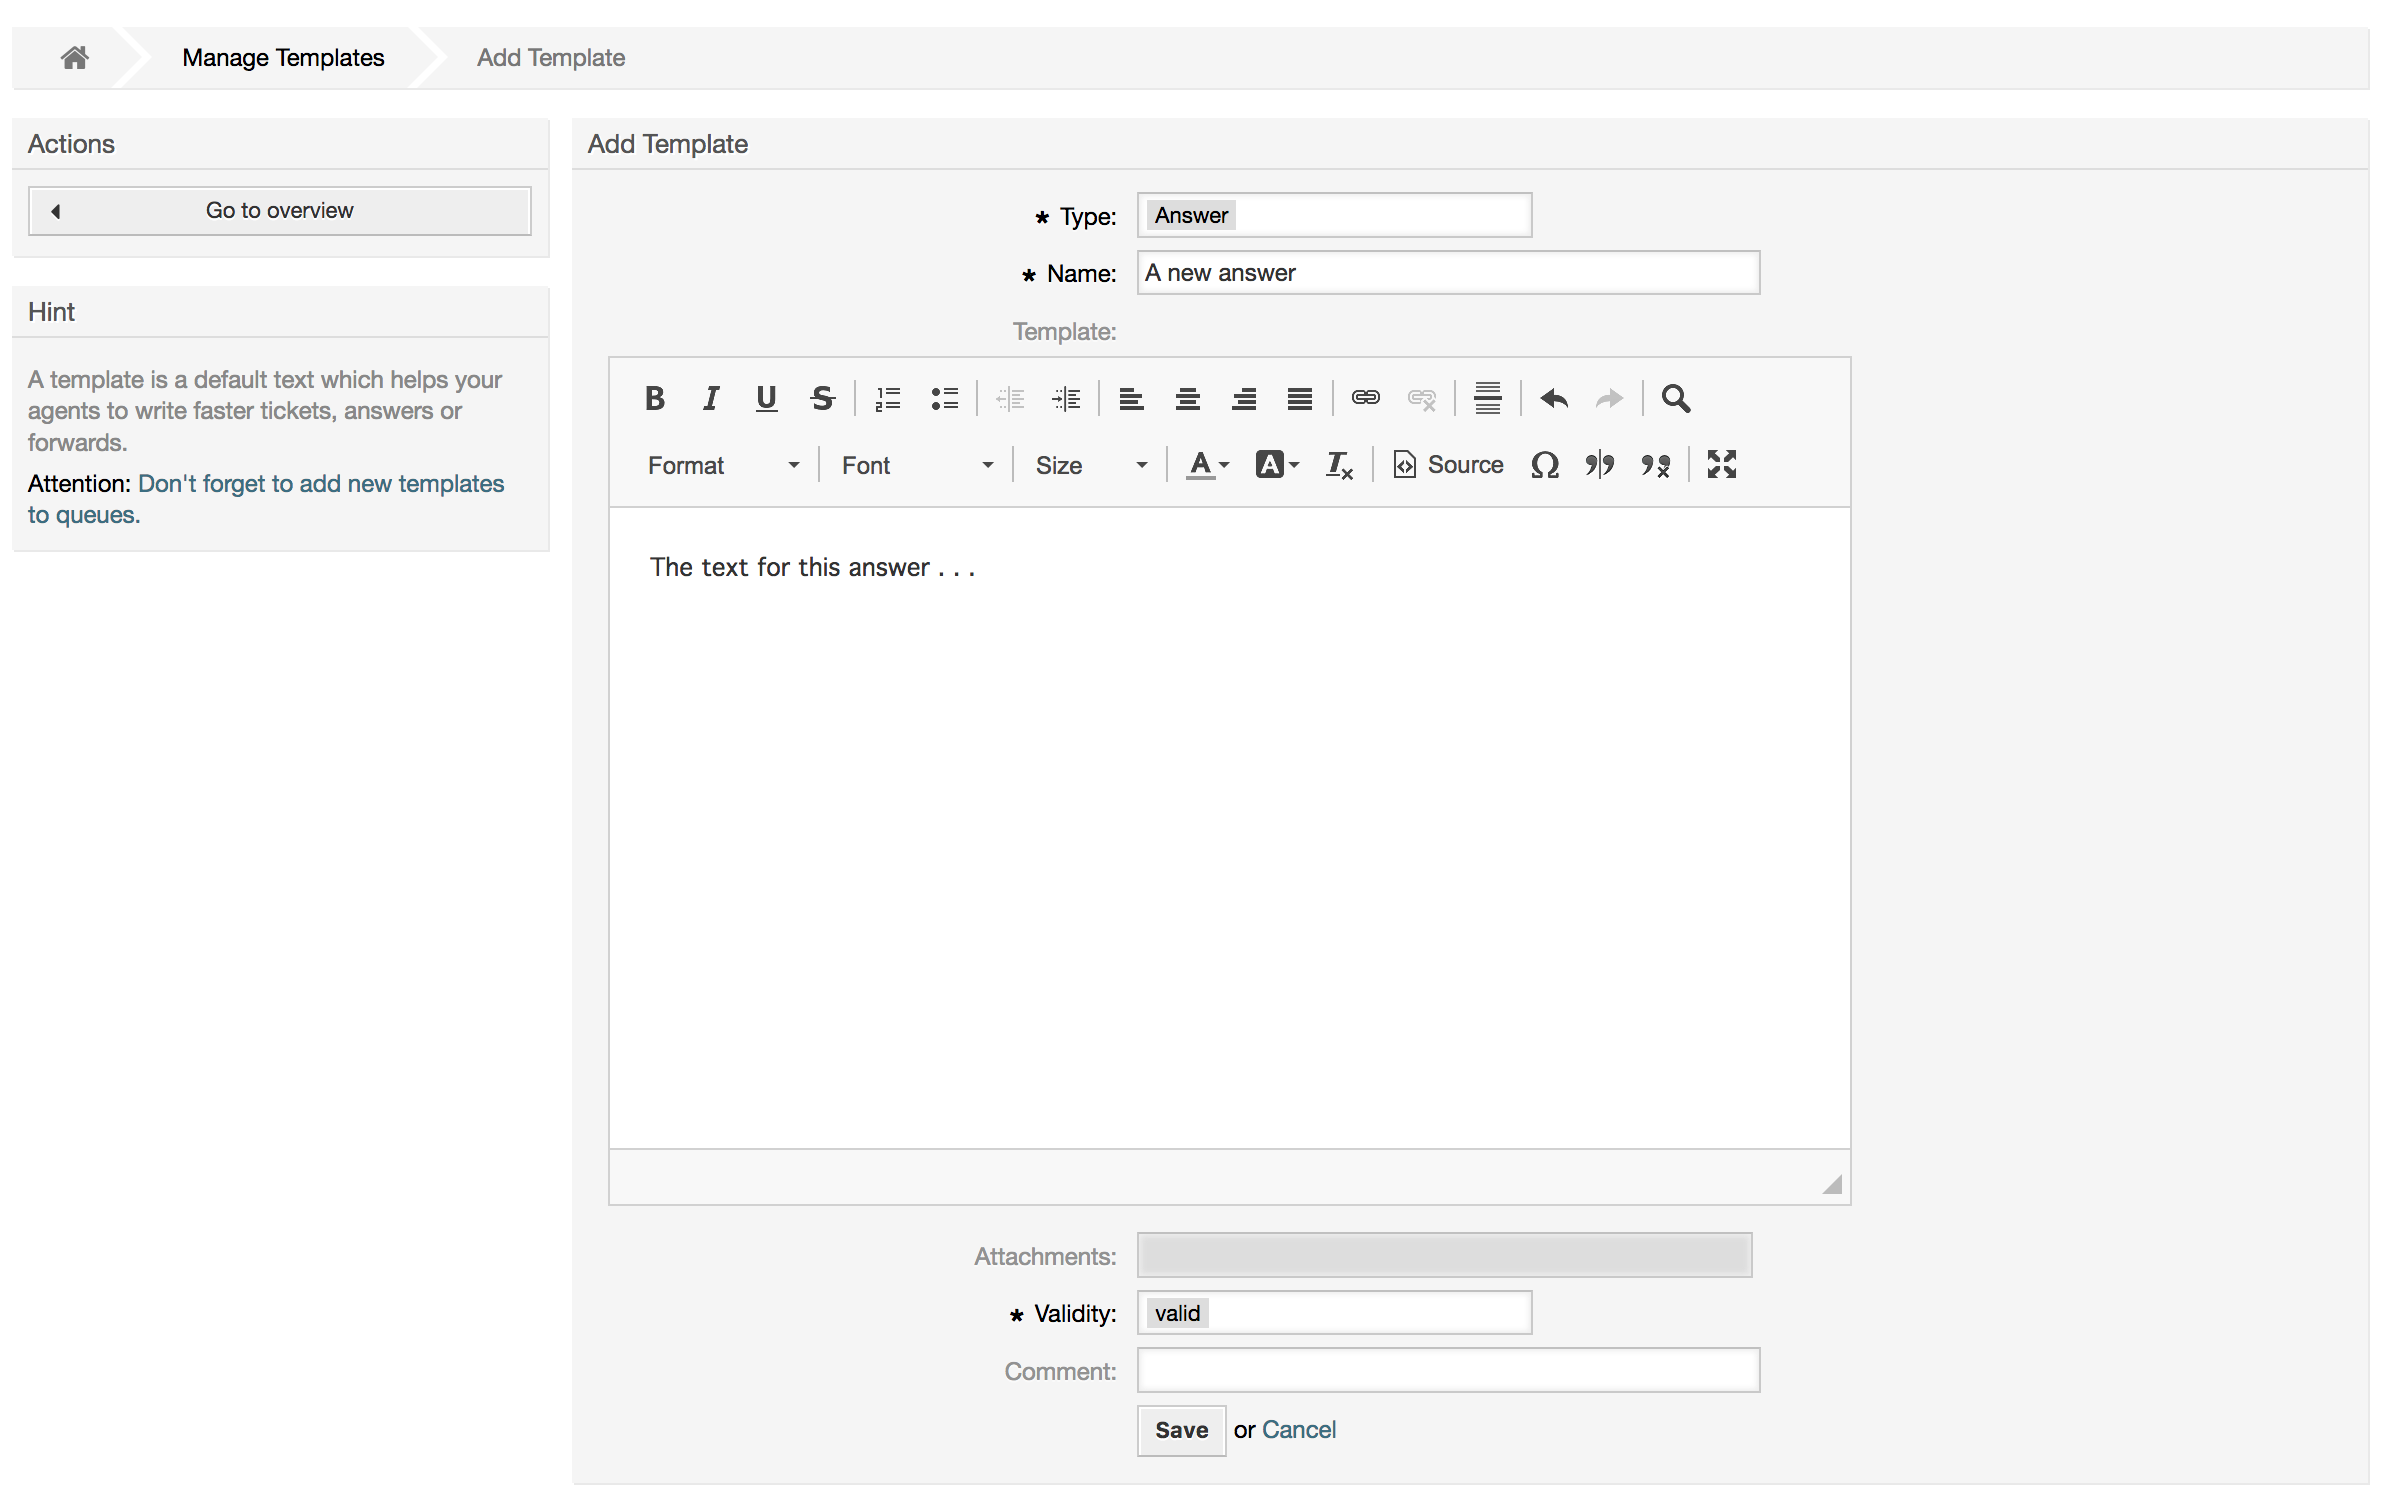 Manage Templates
Add Template
Actions
Go to overview
Hint
A template is a default text which helps your
agents to write faster tickets, answers or
forwards.
Attention: Don't forget to add new templates
to queues.
Add Template
* Type: Answer
* Name: A new answer
Template:
B I U S
Format Font Size A A Tx Source Ω
The text for this answer . . .
Attachments:
* Validity: valid
Comment:
Save or Cancel